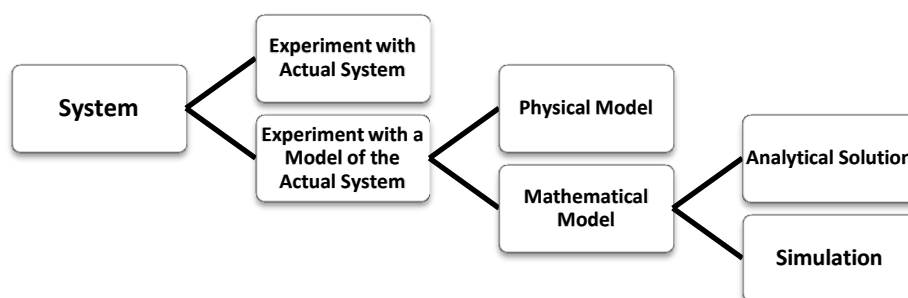 System
Experiment with
Actual System
Experiment with a
Model of the
Actual System
Physical Model
Mathematical
Model
Analytical Solution
Simulation